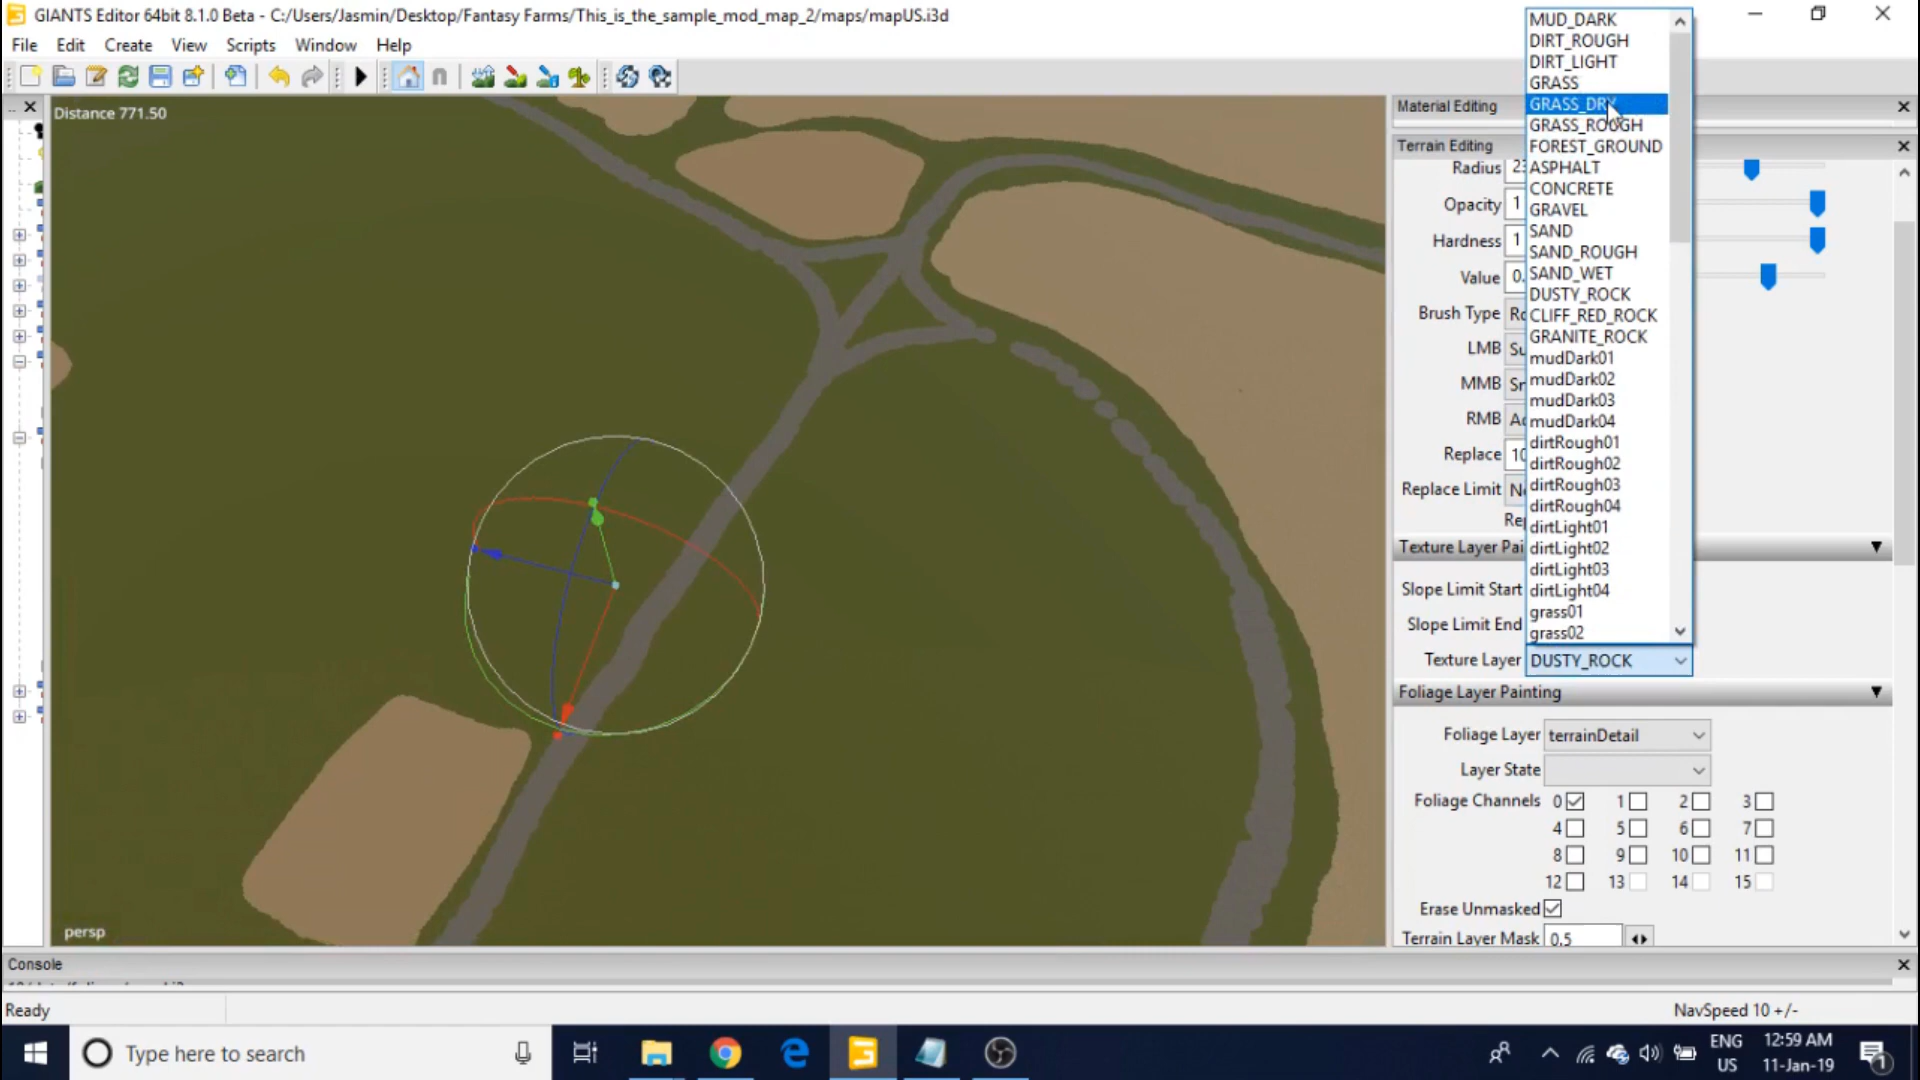 GIANTS Editor 64bit 8.1.0 Beta - C:/Users/Jasmin/Desktop/Fantasy Farms/This_is_the_sample_mod_map_2/maps/mapUS.i3d
File Edit Create View Scripts Window Help
Distance 771.50
persp
Material Editing
Terrain Editing
Radius 23
Opacity 1
Hardness 1
Value 0.
Brush Type
LMB
MMB
RMB
Replace 10
Replace Limit
Texture Layer Pai
Slope Limit Start
Slope Limit End
Texture Layer DUSTY_ROCK
MUD_DARK
DIRT_ROUGH
DIRT_LIGHT
GRASS
GRASS_DRY
GRASS_ROUGH
FOREST_GROUND
ASPHALT
CONCRETE
GRAVEL
SAND
SAND_ROUGH
SAND_WET
DUSTY_ROCK
CLIFF_RED_ROCK
GRANITE_ROCK
mudDark01
mudDark02
mudDark03
mudDark04
dirtRough01
dirtRough02
dirtRough03
dirtRough04
dirtLight01
dirtLight02
dirtLight03
dirtLight04
grass01
grass02
Foliage Layer Painting
Foliage Layer terrainDetail
Layer State
Foliage Channels 0 1 2 3
4 5 6 7
8 9 10 11
12 13 14 15
Erase Unmasked
Terrain Layer Mask 0.5
Console
Ready
NavSpeed 10 +/-
Type here to search
ENG
US
12:59 AM
11-Jan-19
1